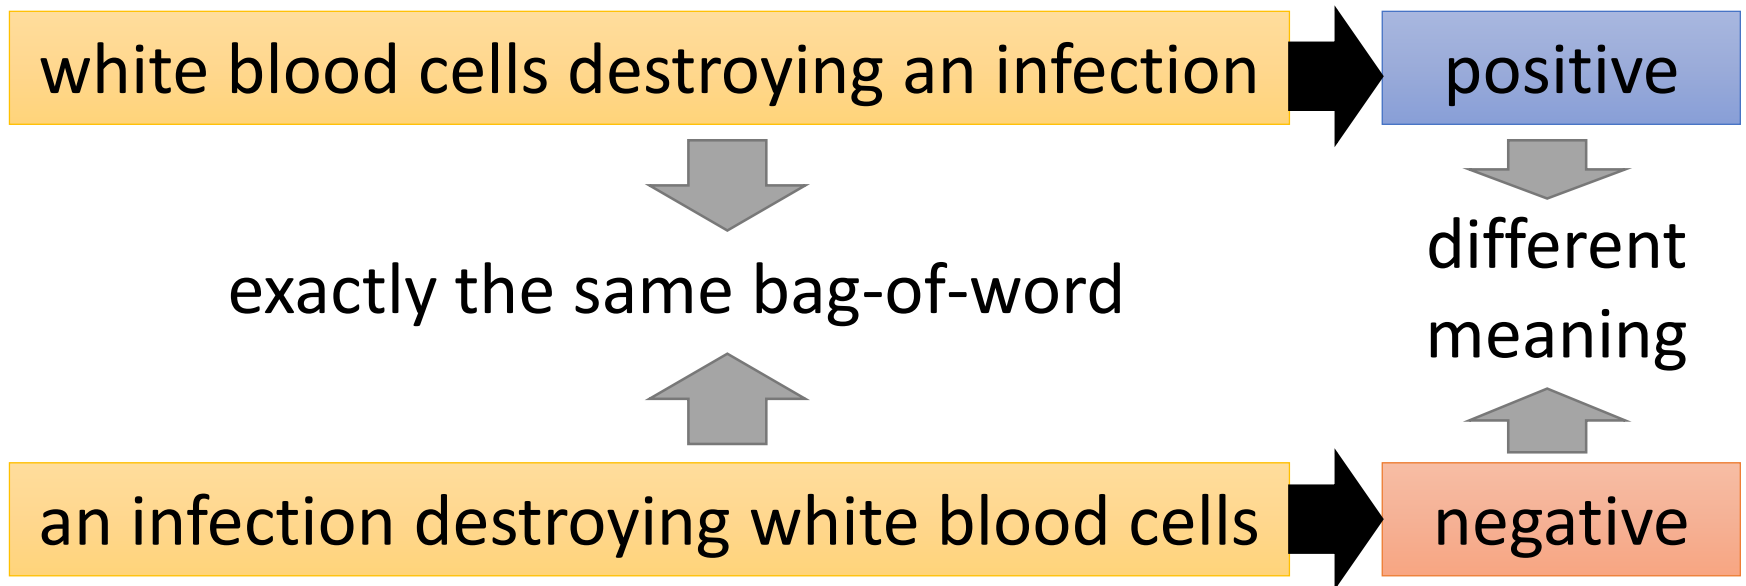 white blood cells destroying an infection
positive
exactly the same bag-of-word
different
meaning
an infection destroying white blood cells
negative